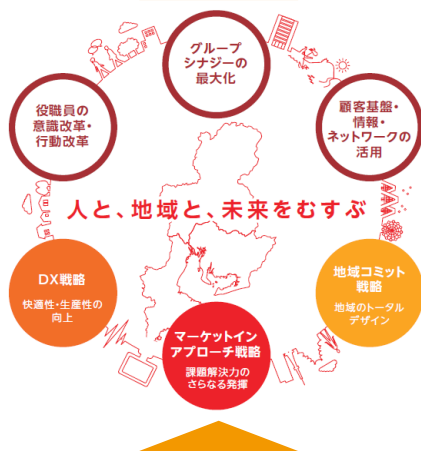 グループ
シナジーの
最大化
役職員の
意識改革・
行動改革
顧客基盤・
情報・
ネットワークの
活用
人と、地域と、未来をむすぶ
DX戦略
快適性・生産性の
向上
地域コミット
戦略
地域のトータル
デザイン
マーケットイン
アプローチ戦略
課題解決力の
さらなる発揮